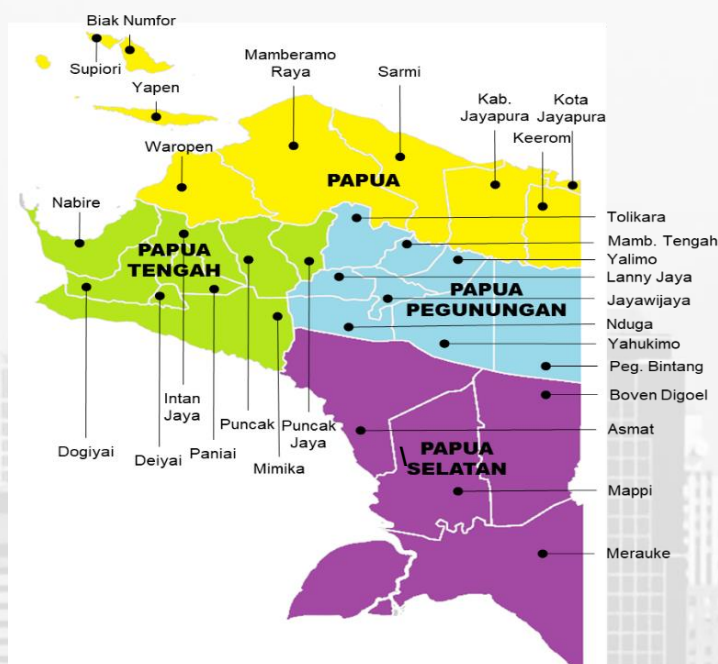 Biak Numfor
Supiori
Yapen
Mamberamo
Raya
Sarmi
Kab.
Jayapura
Kota
Jayapura
Keerom
Waropen
PAPUA
Nabire
PAPUA
TENGAH
Tolikara
Mamb. Tengah
Yalimo
Lanny Jaya
PAPUA
PEGUNUNGAN
Jayawijaya
Nduga
Yahukimo
Peg. Bintang
Boven Digoel
Intan
Jaya
Puncak
Puncak
Jaya
Dogiyai
Deiyai
Paniai
Mimika
Asmat
PAPUA
SELATAN
Mappi
Merauke